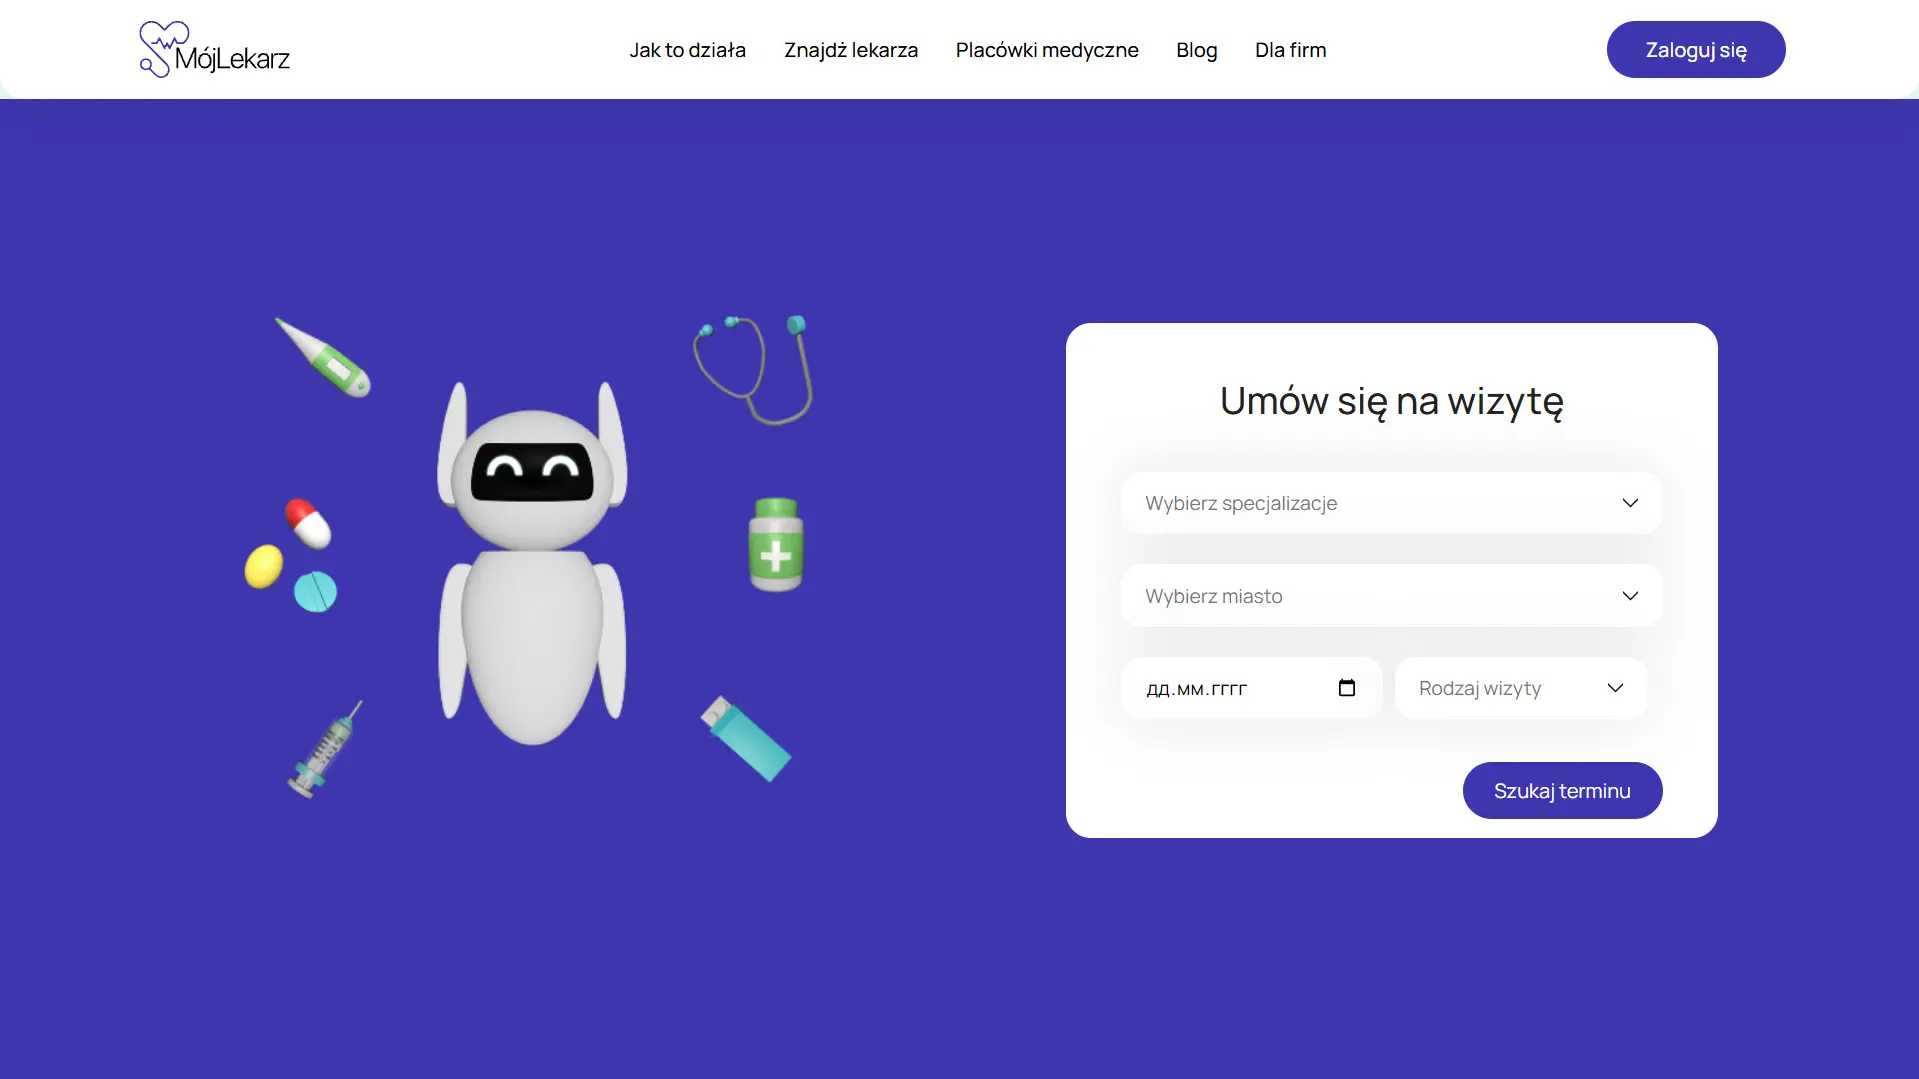 MójLekarz
Jak to działa
Znajdź lekarza
Placówki medyczne
Blog
Dla firm
Zaloguj się
Umów się na wizytę
Wybierz specjalizacje
Wybierz miasto
дд.мм.гггг
Rodzaj wizyty
Szukaj terminu